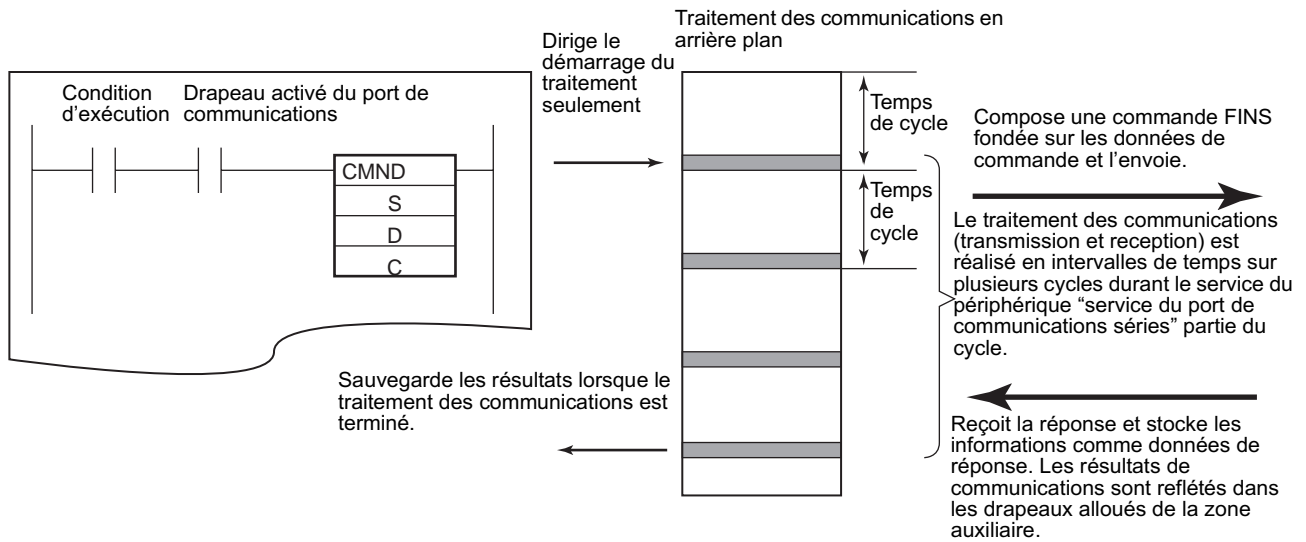 Traitement des communications en
arrière plan
Dirige le
démarrage du
traitement
seulement
Condition
d'exécution
Drapeau activé du port de
communications
CMND
S
D
C
Temps
de cycle
Temps
de
cycle
Compose une commande FINS
fondée sur les données de
commande et l'envoie.
Le traitement des communications
(transmission et reception) est
réalisé en intervalles de temps sur
plusieurs cycles durant le service du
périphérique “service du port de
communications séries” partie du
cycle.
Sauvegarde les résultats lorsque le
traitement des communications est
terminé.
Reçoit la réponse et stocke les
informations comme données de
réponse. Les résultats de
communications sont reflétés dans
les drapeaux alloués de la zone
auxiliaire.